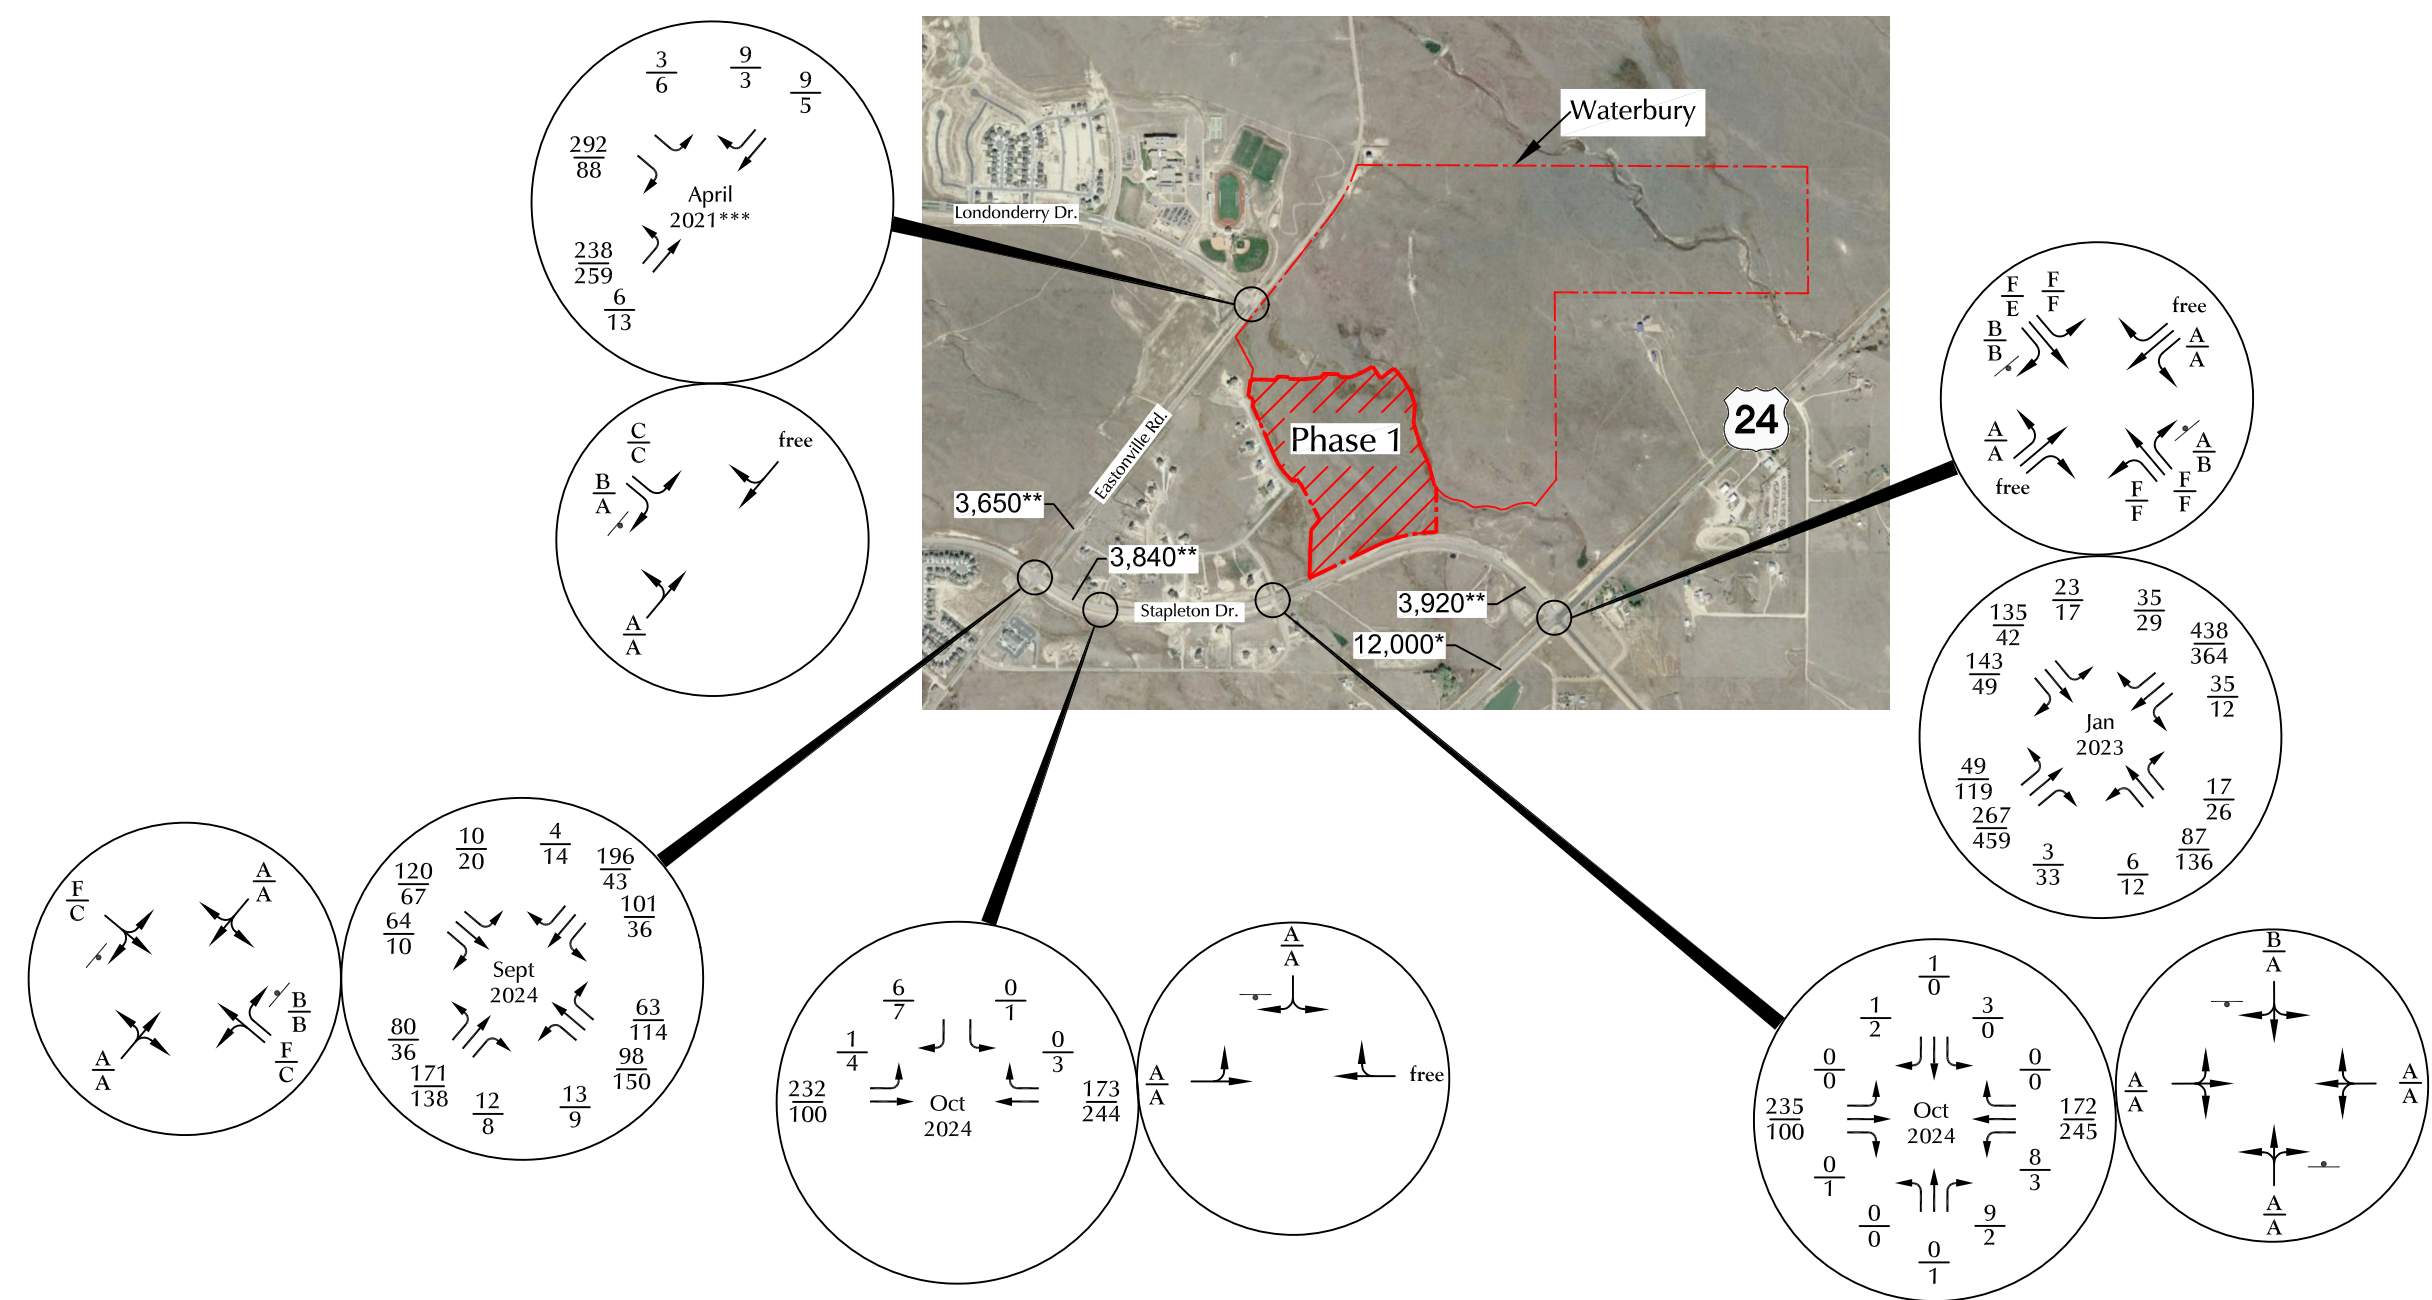 3
6
9
3
9
5
292
88
April
2021***
238
259
6
13
C
C
free
B
A
A
A
Waterbury
Londonderry Dr.
Eastonville Rd.
Phase 1
24
3,650**
3,840**
Stapleton Dr.
3,920**
12,000*
F
E
F
F
B
B
free
A
A
A
A
free
A
B
F
F
F
F
23
17
135
42
143
49
35
29
438
364
35
12
Jan
2023
49
119
267
459
3
33
6
12
87
136
17
26
F
C
A
A
B
B
A
A
F
C
10
20
4
14
120
67
196
43
64
10
101
36
Sept
2024
80
36
171
138
12
8
13
9
98
150
63
114
6
7
0
1
1
4
0
3
232
100
173
244
Oct
2024
A
A
A
A
free
1
0
1
2
3
0
0
0
0
0
235
100
172
245
Oct
2024
0
1
8
3
0
0
9
2
0
1
B
A
A
A
A
A
A
A